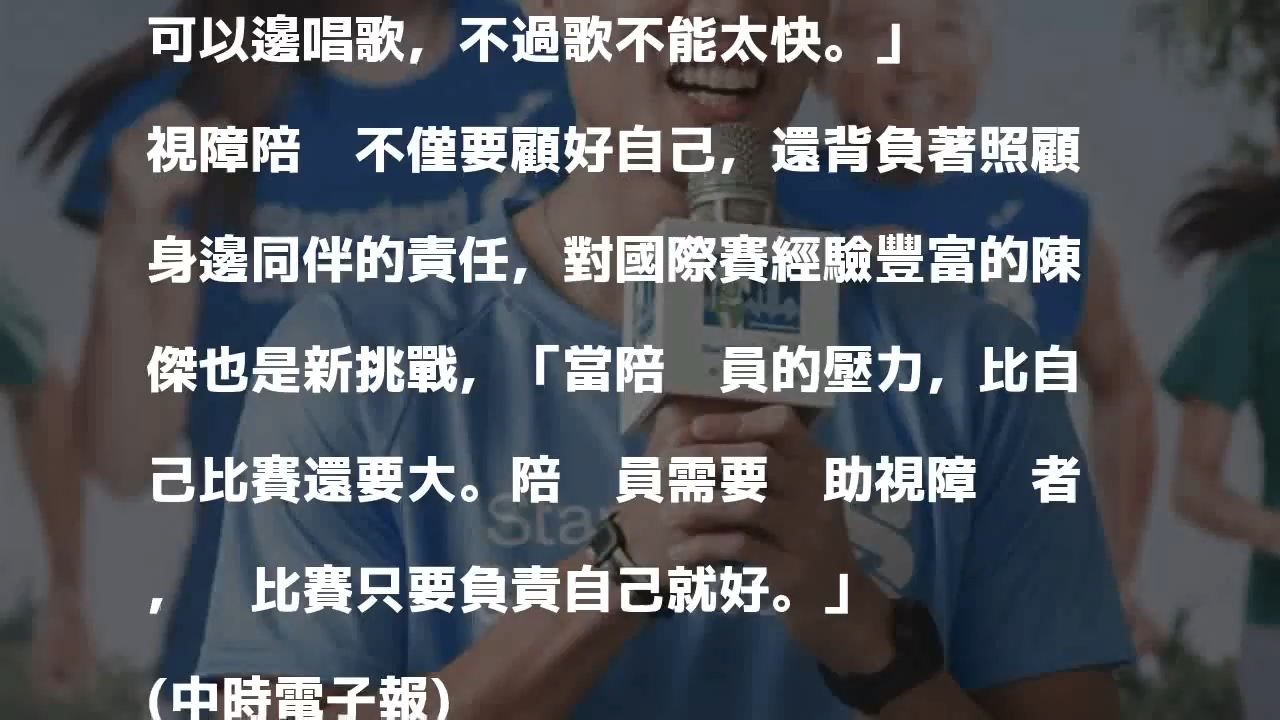 可以邊唱歌，不過歌不能太快。」
視障陪　不僅要顧好自己，還背負著照顧
身邊同伴的責任，對國際賽經驗豐富的陳
傑也是新挑戰，「當陪　員的壓力，比自
己比賽還要大。陪　員需要　助視障　者
，　比賽只要負責自己就好。」
(中時電子報)
Standard
Sta